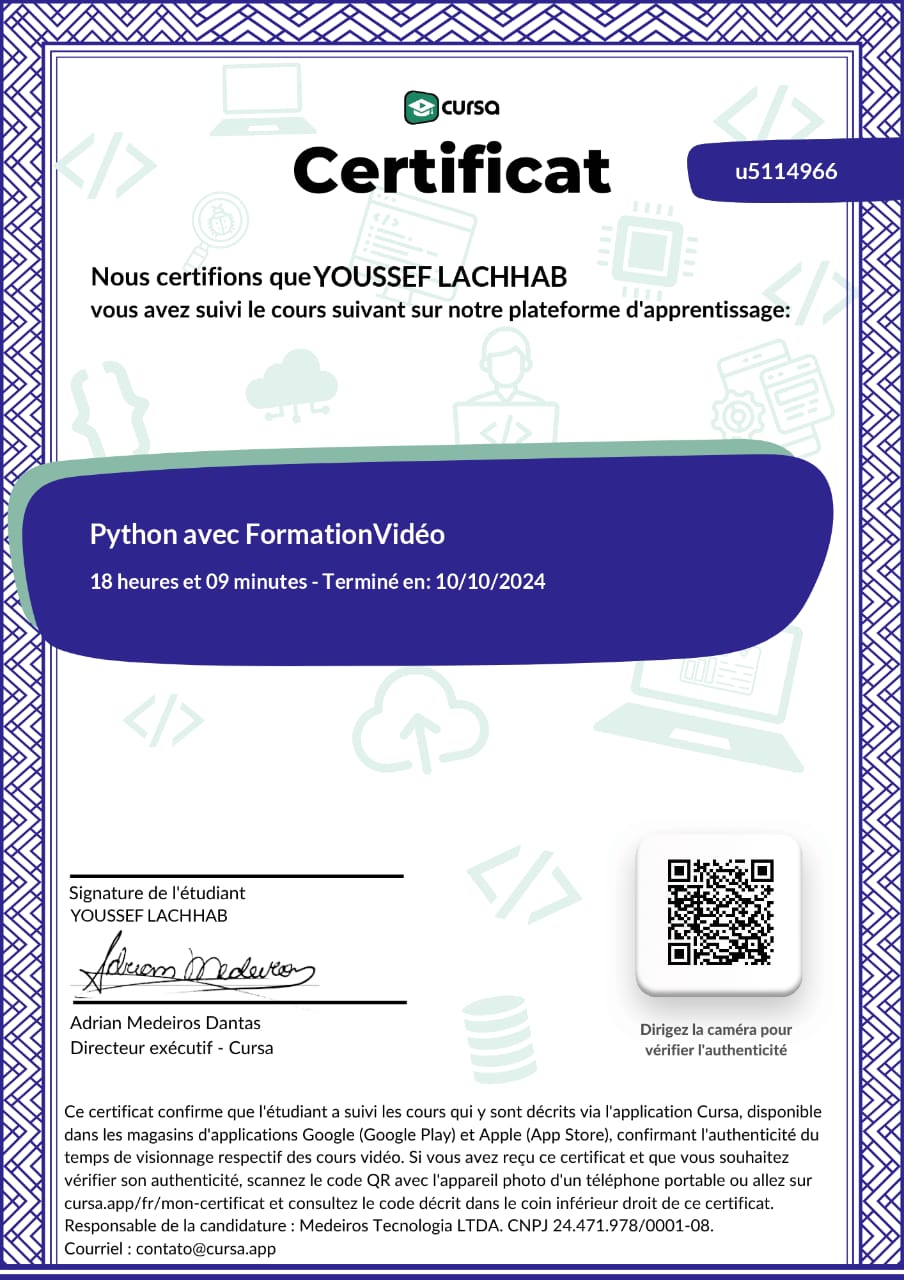 cursa
Certificat
u5114966
Nous certifions que YOUSSEF LACHHAB
vous avez suivi le cours suivant sur notre plateforme d'apprentissage:
Python avec FormationVidéo
18 heures et 09 minutes - Terminé en: 10/10/2024
Signature de l'étudiant
YOUSSEF LACHHAB
Adrian Medeiros
Adrian Medeiros Dantas
Directeur exécutif - Cursa
Dirigez la caméra pour
vérifier l'authenticité
Ce certificat confirme que l'étudiant a suivi les cours qui y sont décrits via l'application Cursa, disponible
dans les magasins d'applications Google (Google Play) et Apple (App Store), confirmant l'authenticité du
temps de visionnage respectif des cours vidéo. Si vous avez reçu ce certificat et que vous souhaitez
vérifier son authenticité, scannez le code QR avec l'appareil photo d'un téléphone portable ou allez sur
cursa.app/fr/mon-certificat et consultez le code décrit dans le coin inférieur droit de ce certificat.
Responsable de la candidature : Medeiros Tecnologia LTDA. CNPJ 24.471.978/0001-08.
Courriel : contato@cursa.app